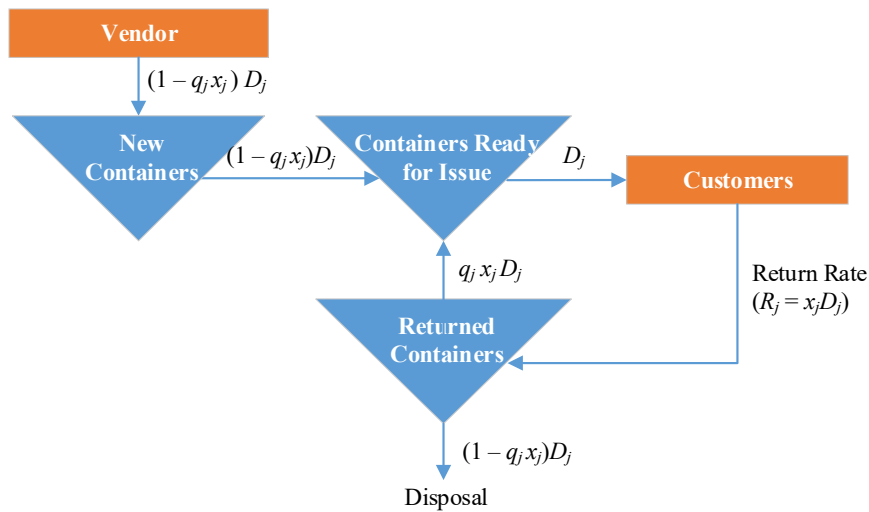 Vendor
(1 – qⱼ xⱼ ) Dⱼ
New
Containers
(1 – qⱼ xⱼ)Dⱼ
Containers Ready
for Issue
Dⱼ
Customers
qⱼ xⱼ Dⱼ
Return Rate
(Rⱼ = xⱼDⱼ)
Returned
Containers
(1 – qⱼ xⱼ)Dⱼ
Disposal